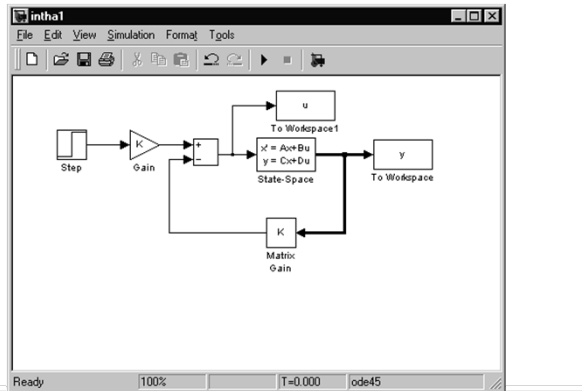 intha1
File Edit View Simulation Format Tools
u
To Workspace1
K
+
−
x' = Ax+Bu
y = Cx+Du
y
Step
Gain
State-Space
To Workspace
K
Matrix
Gain
Ready 100% T=0.000 ode45